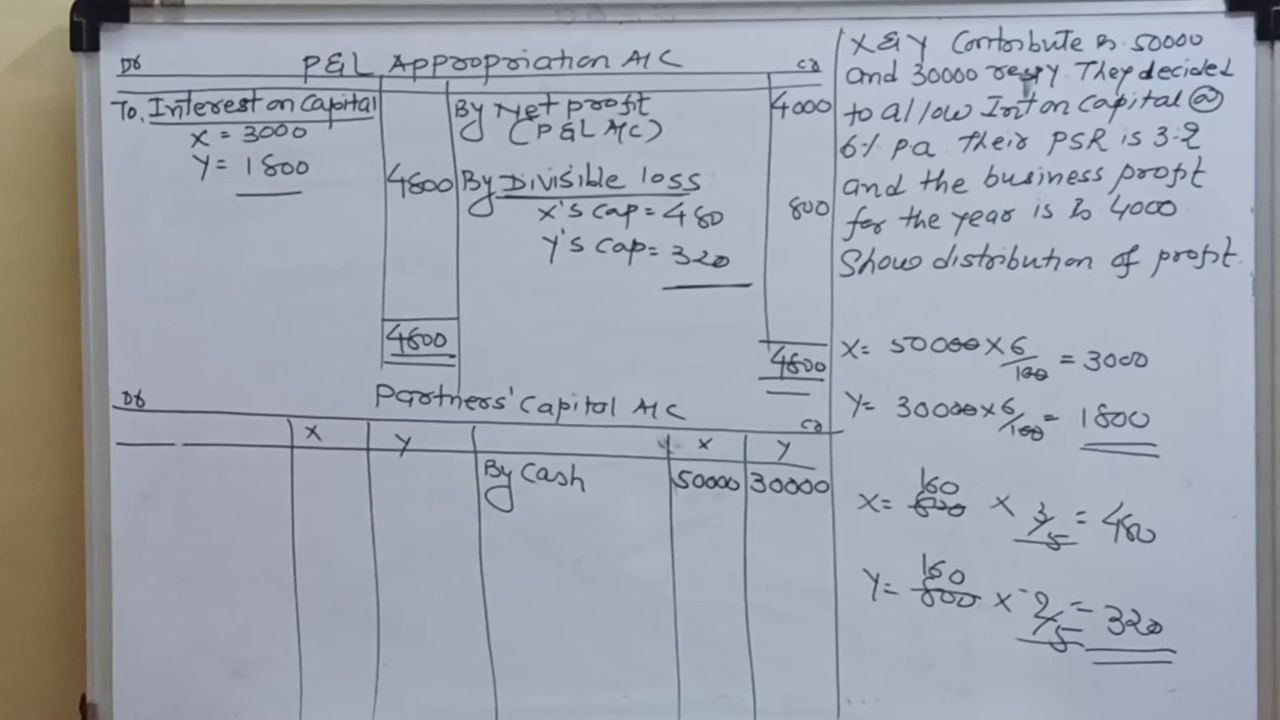 Dr P&L Appropriation A/C Cr
To, Interest on Capital
X = 3000
Y = 1800
4800
4800
By Net profit
(P&L A/C)
4000
By Divisible loss
800
X's Cap = 480
Y's Cap = 320
4800
Dr Partners' Capital A/C Cr
X Y X Y
By Cash 50000 30000
X & Y Contribute Rs 50000
and 30000 respy. They decided
to allow Int on capital @
6% pa their PSR is 3:2
and the business profit
for the year is Rs 4000
Show distribution of profit.
X = 50000 × 6/100 = 3000
Y = 30000 × 6/100 = 1800
160
X = 800 × 3/5 = 480
160
Y = 800 × 2/5 = 320